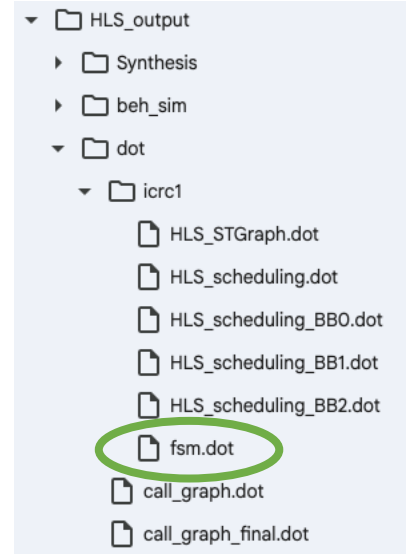 HLS_output
Synthesis
beh_sim
dot
icrc1
HLS_STGraph.dot
HLS_scheduling.dot
HLS_scheduling_BB0.dot
HLS_scheduling_BB1.dot
HLS_scheduling_BB2.dot
fsm.dot
call_graph.dot
call_graph_final.dot